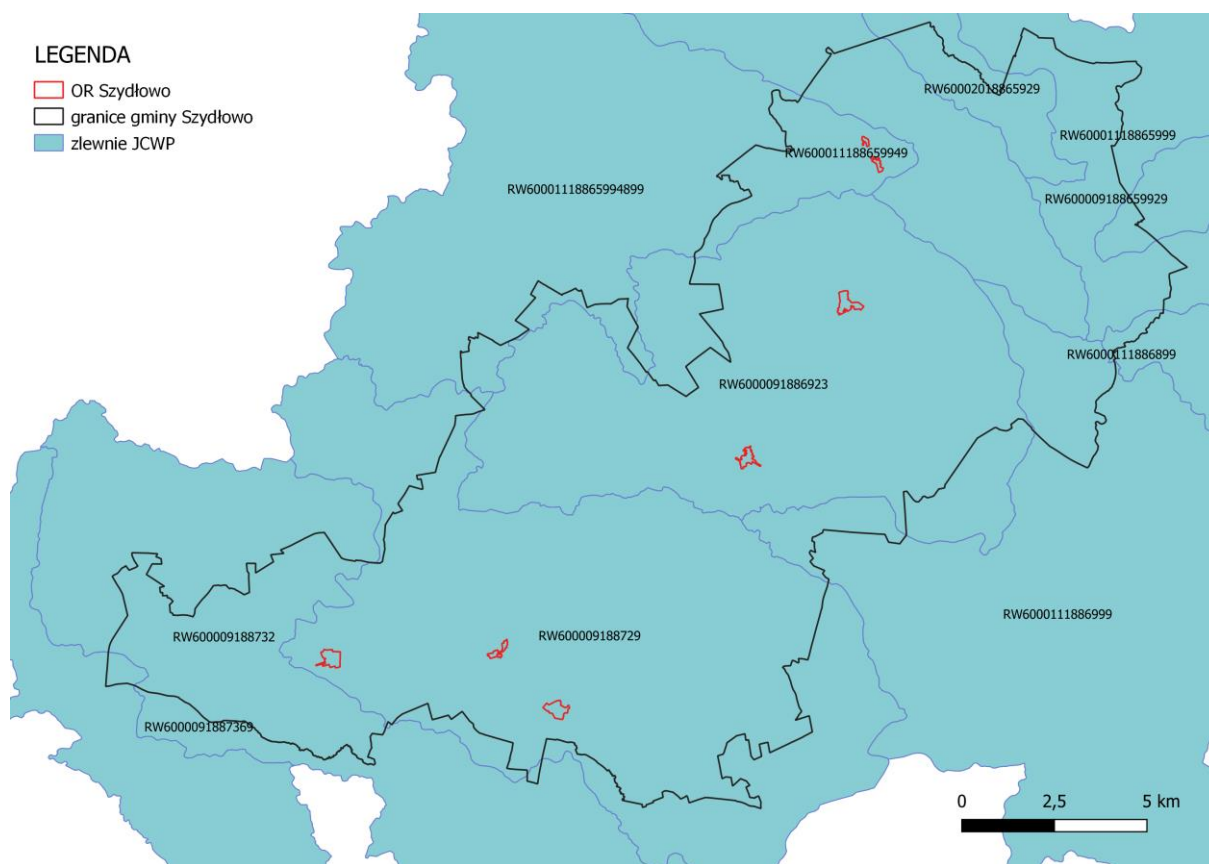 LEGENDA
OR Szydłowo
granice gminy Szydłowo
zlewnie JCWP
RW60002018865929
RW60001118865999
RW600011188659949
RW60001118865994899
RW600009188659929
RW6000111886899
RW6000091886923
RW6000111886999
RW600009188732
RW600009188729
RW6000091887369
0 2,5 5 km